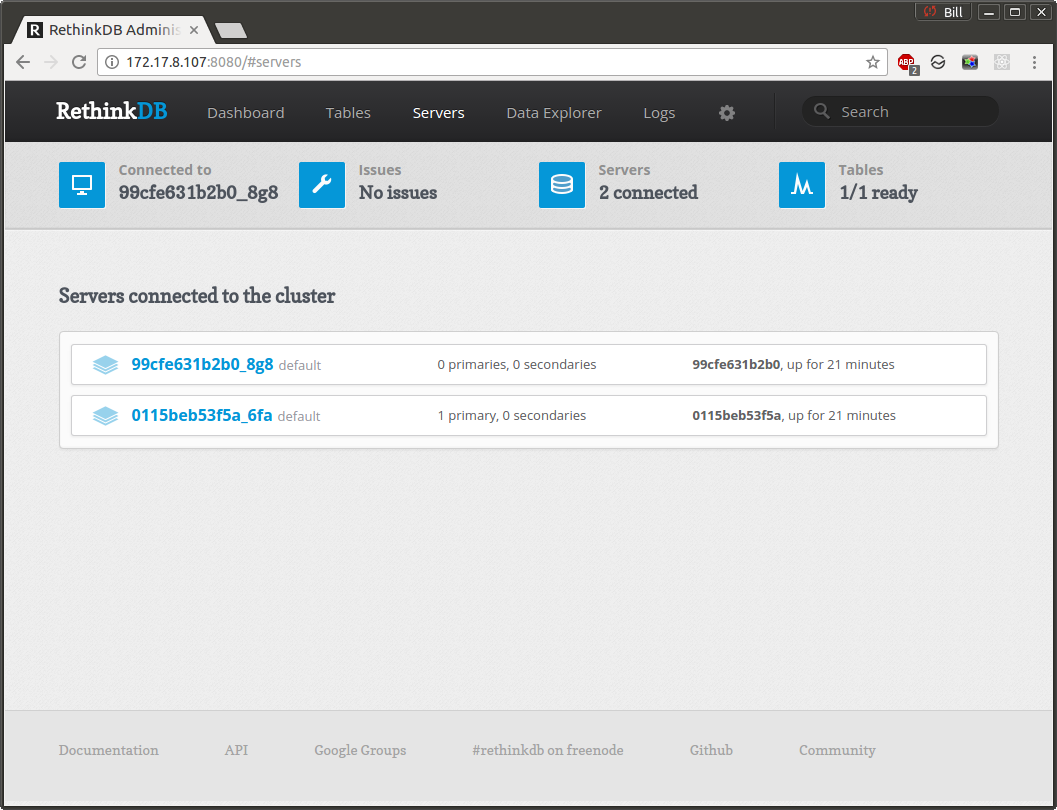 Bill
R RethinkDB Adminis
172.17.8.107:8080/#servers
ABP
2
RethinkDB Dashboard Tables Servers Data Explorer Logs Search
Connected to Issues Servers Tables
99cfe631b2b0_8g8 No issues 2 connected 1/1 ready
Servers connected to the cluster
99cfe631b2b0_8g8 default 0 primaries, 0 secondaries 99cfe631b2b0, up for 21 minutes
0115beb53f5a_6fa default 1 primary, 0 secondaries 0115beb53f5a, up for 21 minutes
Documentation API Google Groups #rethinkdb on freenode Github Community